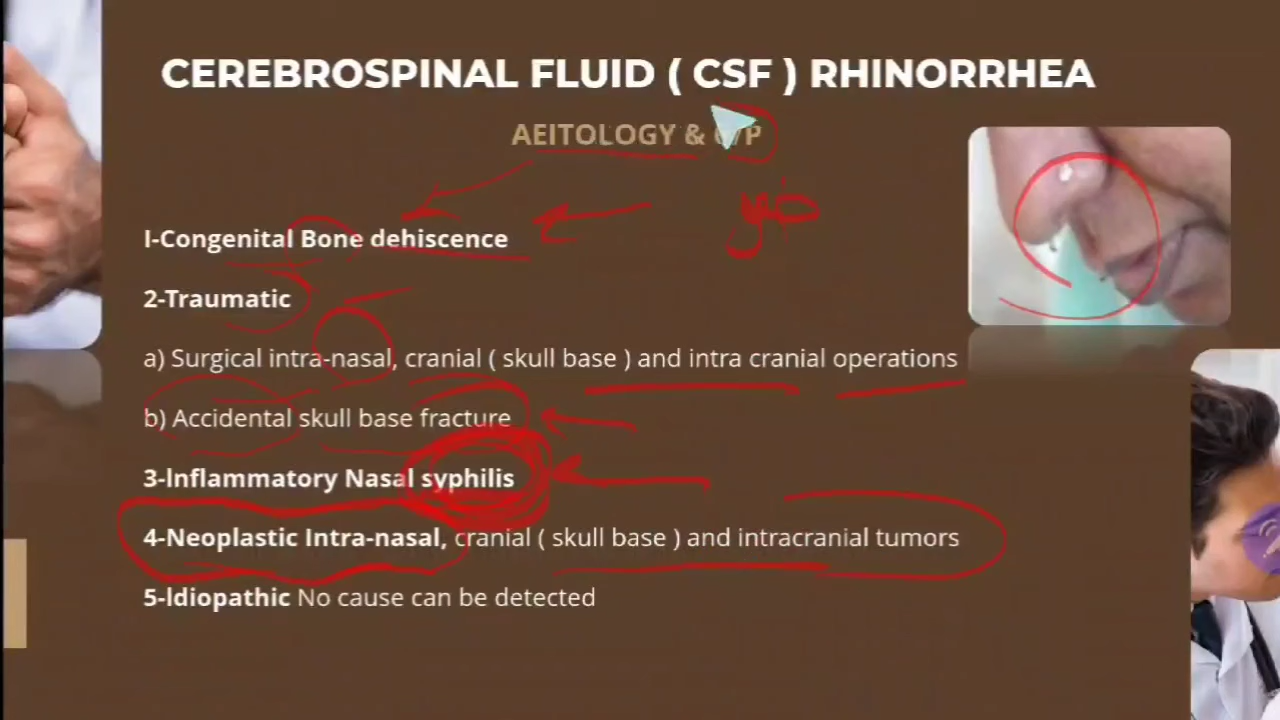 CEREBROSPINAL FLUID ( CSF ) RHINORRHEA
AEITOLOGY &
I-Congenital Bone dehiscence
2-Traumatic
a) Surgical intra-nasal, cranial ( skull base ) and intra cranial operations
b) Accidental skull base fracture
3-Inflammatory Nasal syphilis
4-Neoplastic Intra-nasal, cranial ( skull base ) and intracranial tumors
5-Idiopathic No cause can be detected